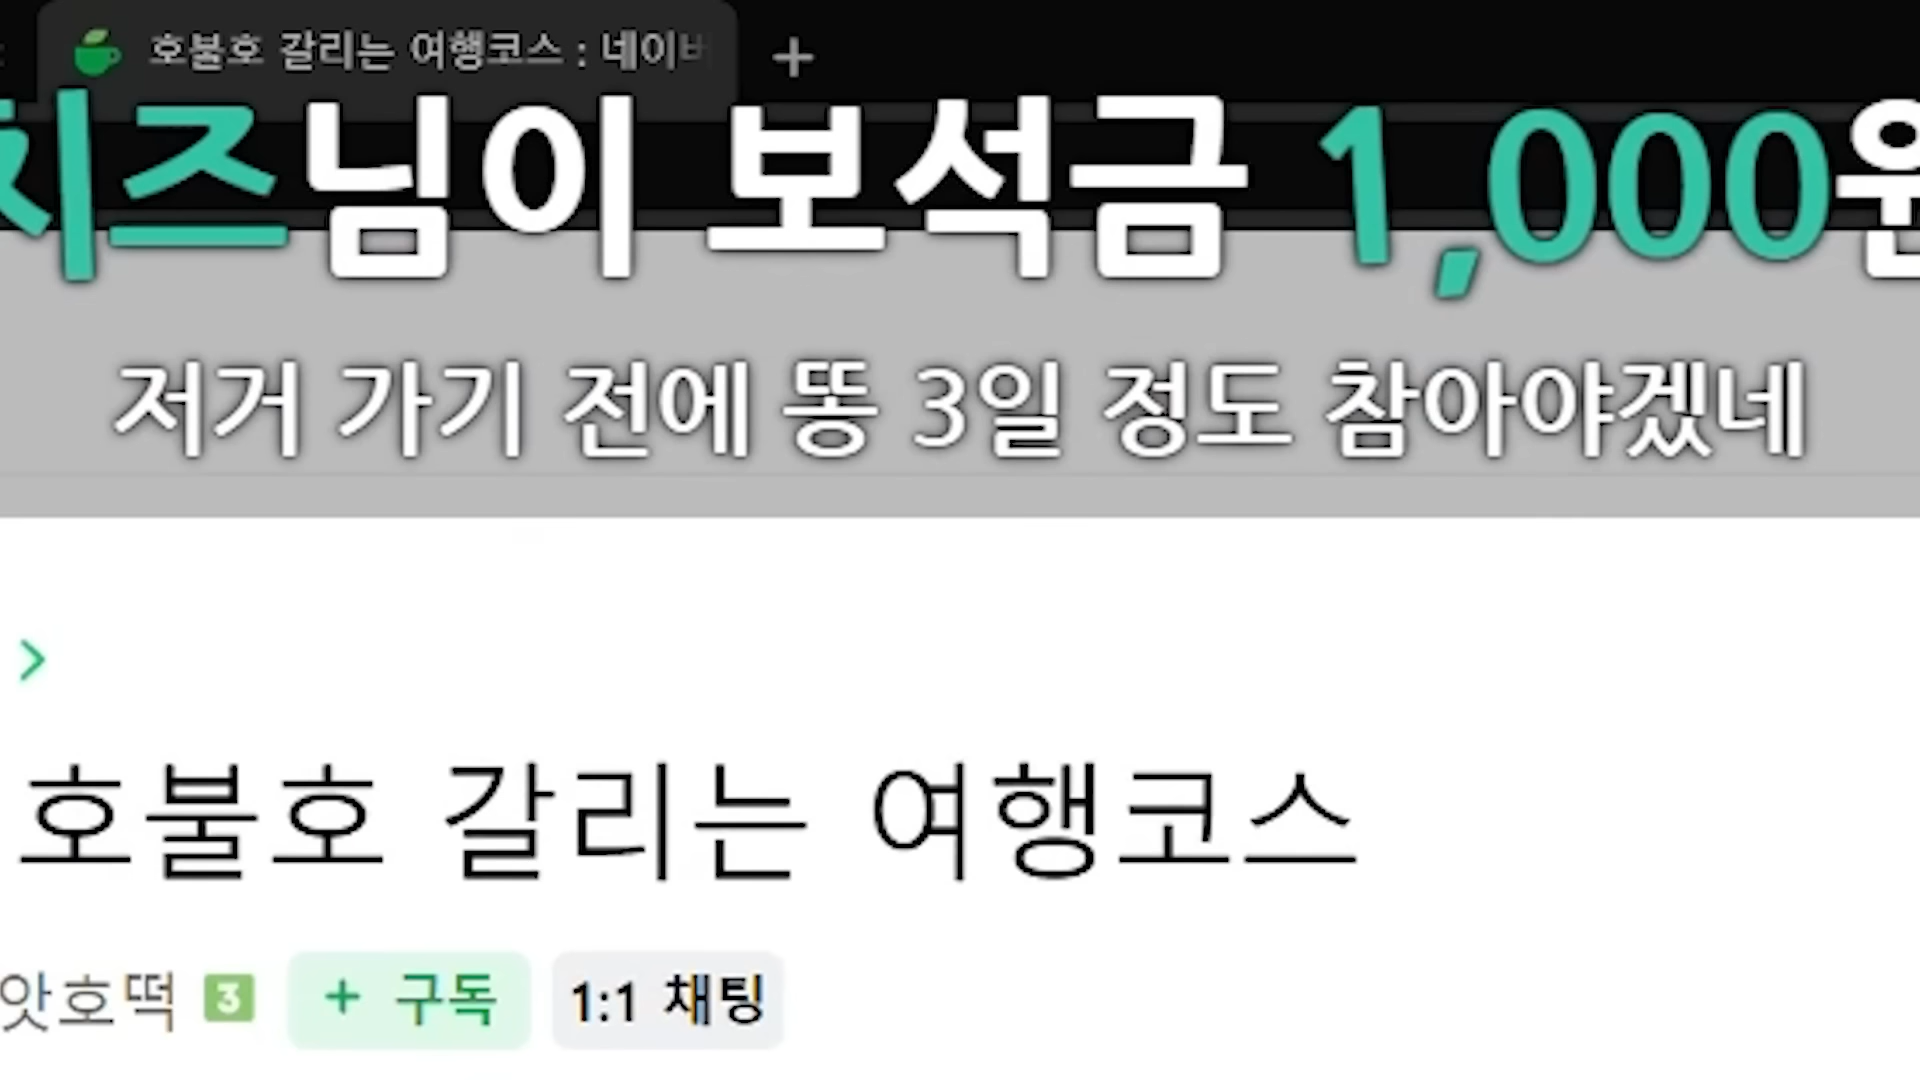 호불호 갈리는 여행코스 : 네이버
치즈님이 보석금 1,000원
저거 가기 전에 똥 3일 정도 참아야겠네
호불호 갈리는 여행코스
앗호떡 3 + 구독 1:1 채팅